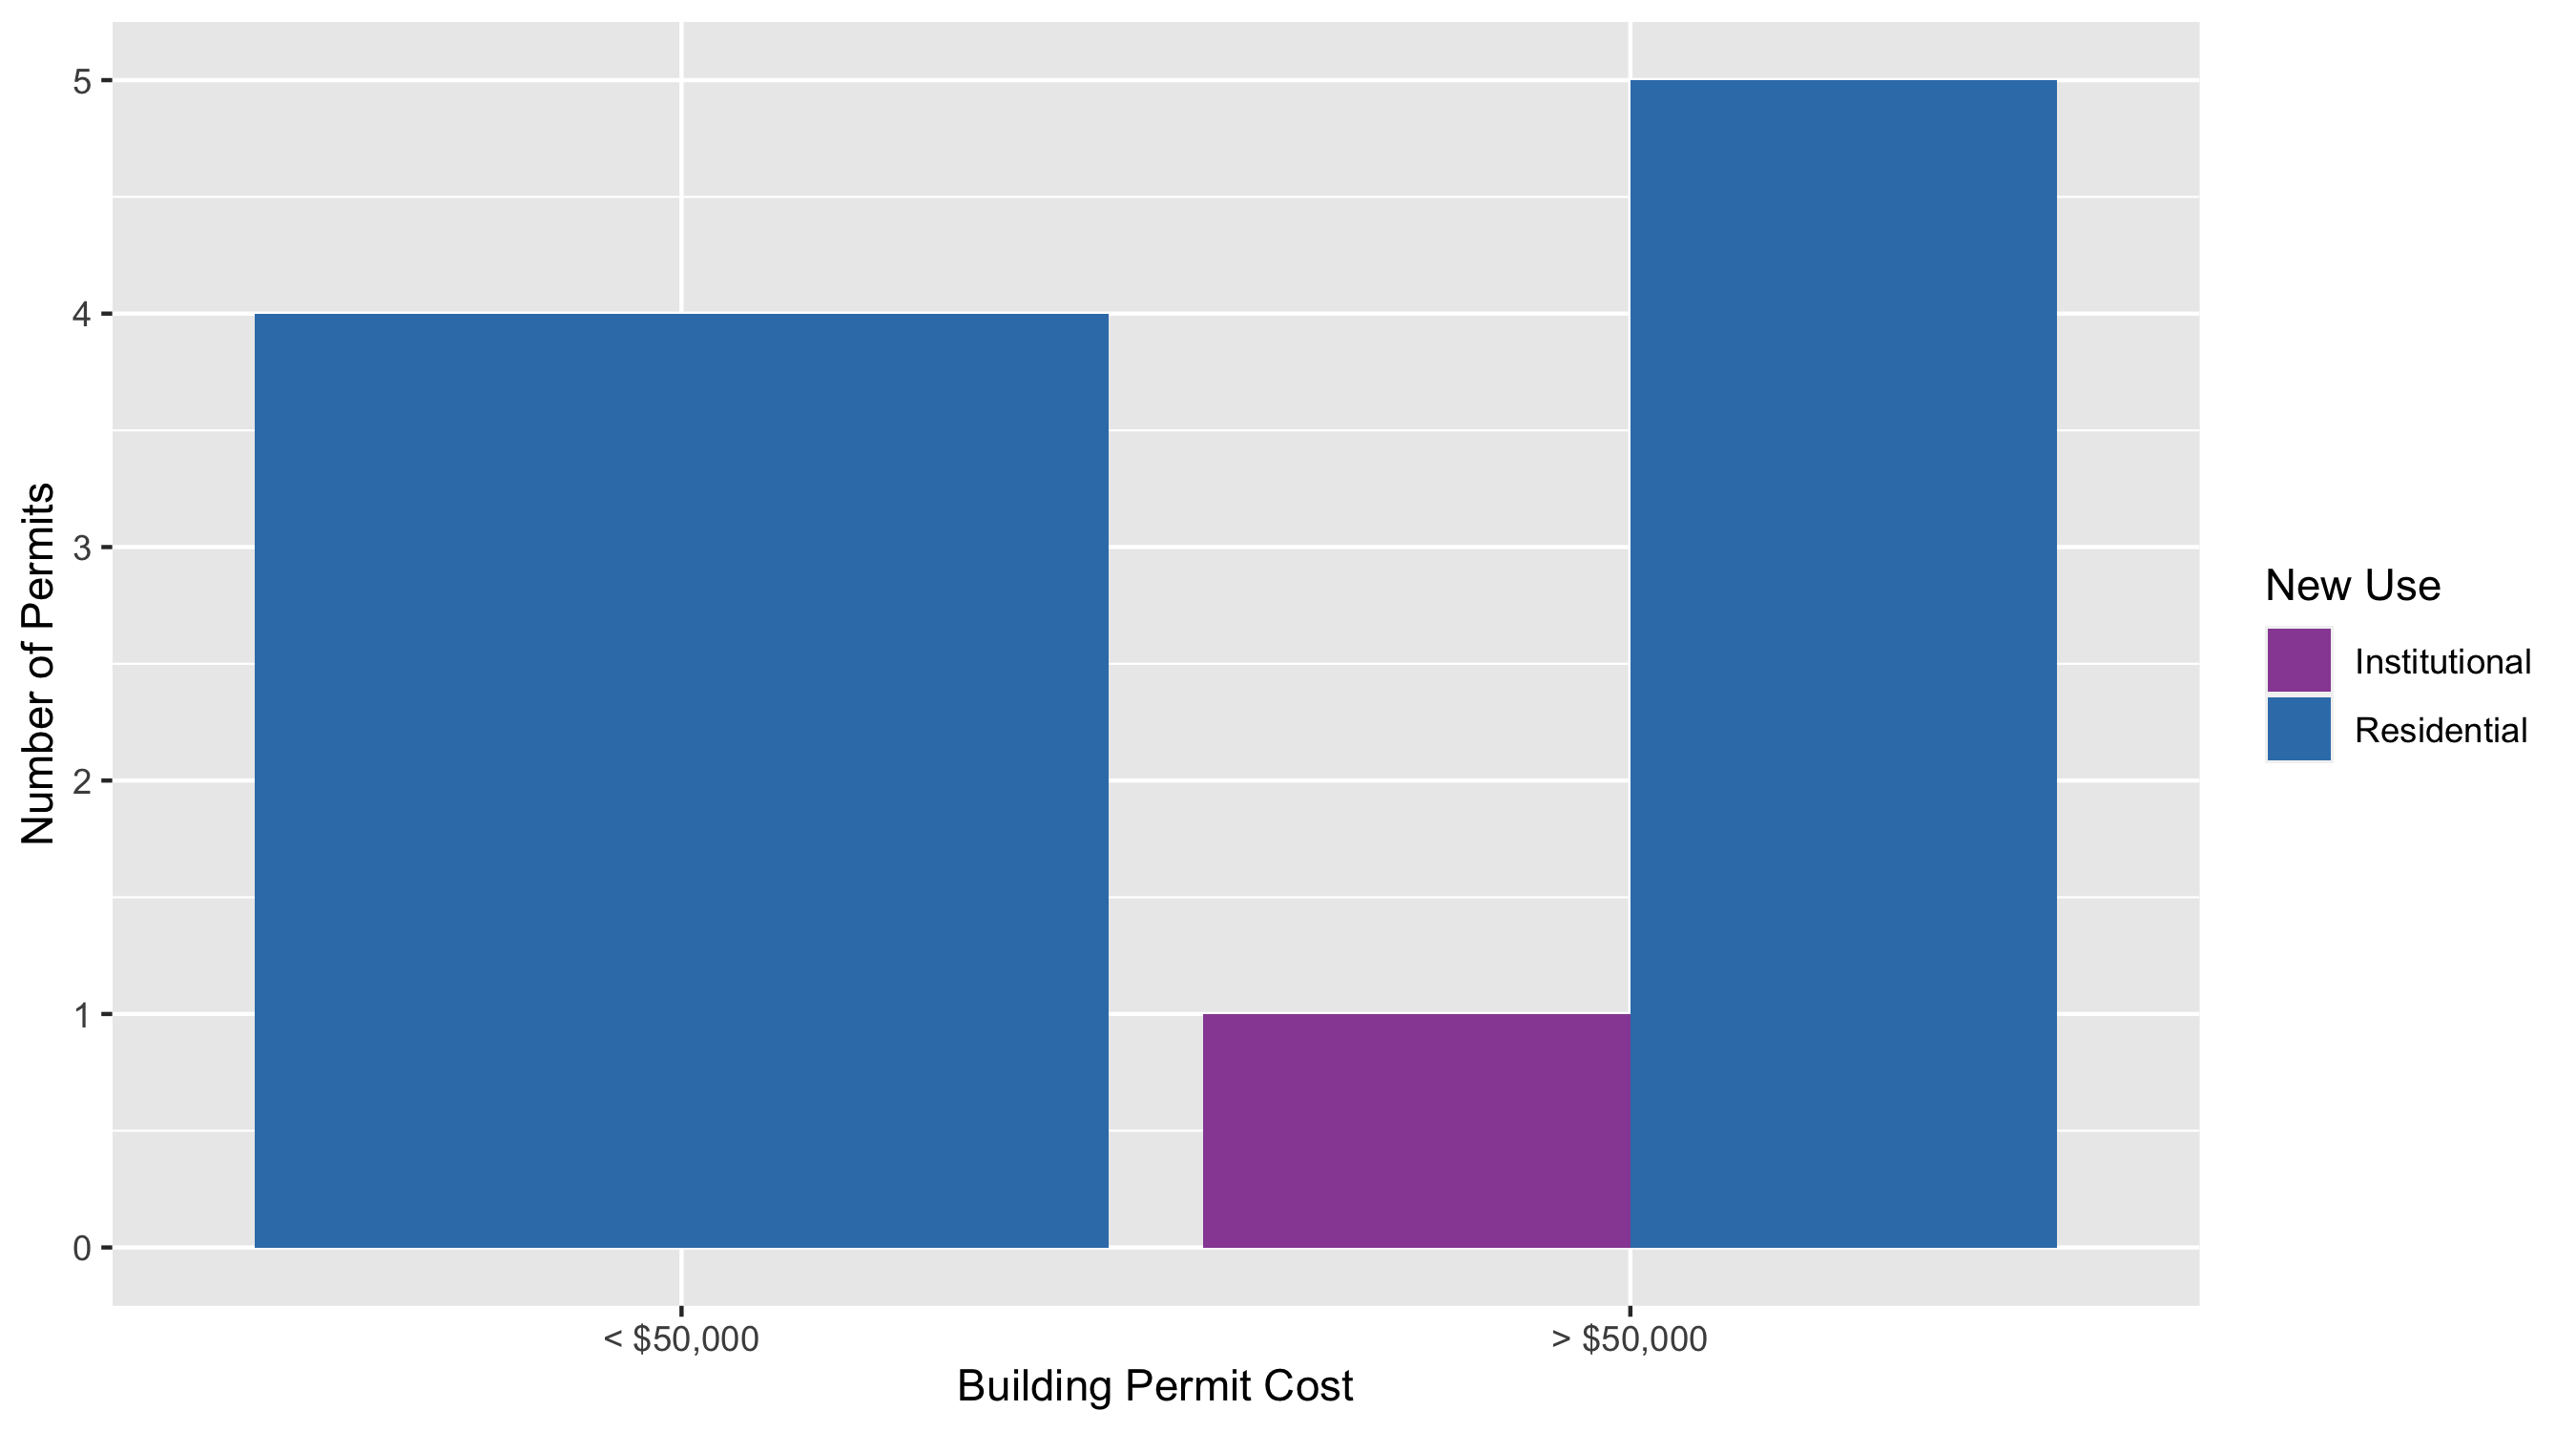 5
4
3
2
1
0
Number of Permits
< $50,000
> $50,000
Building Permit Cost
New Use
Institutional
Residential